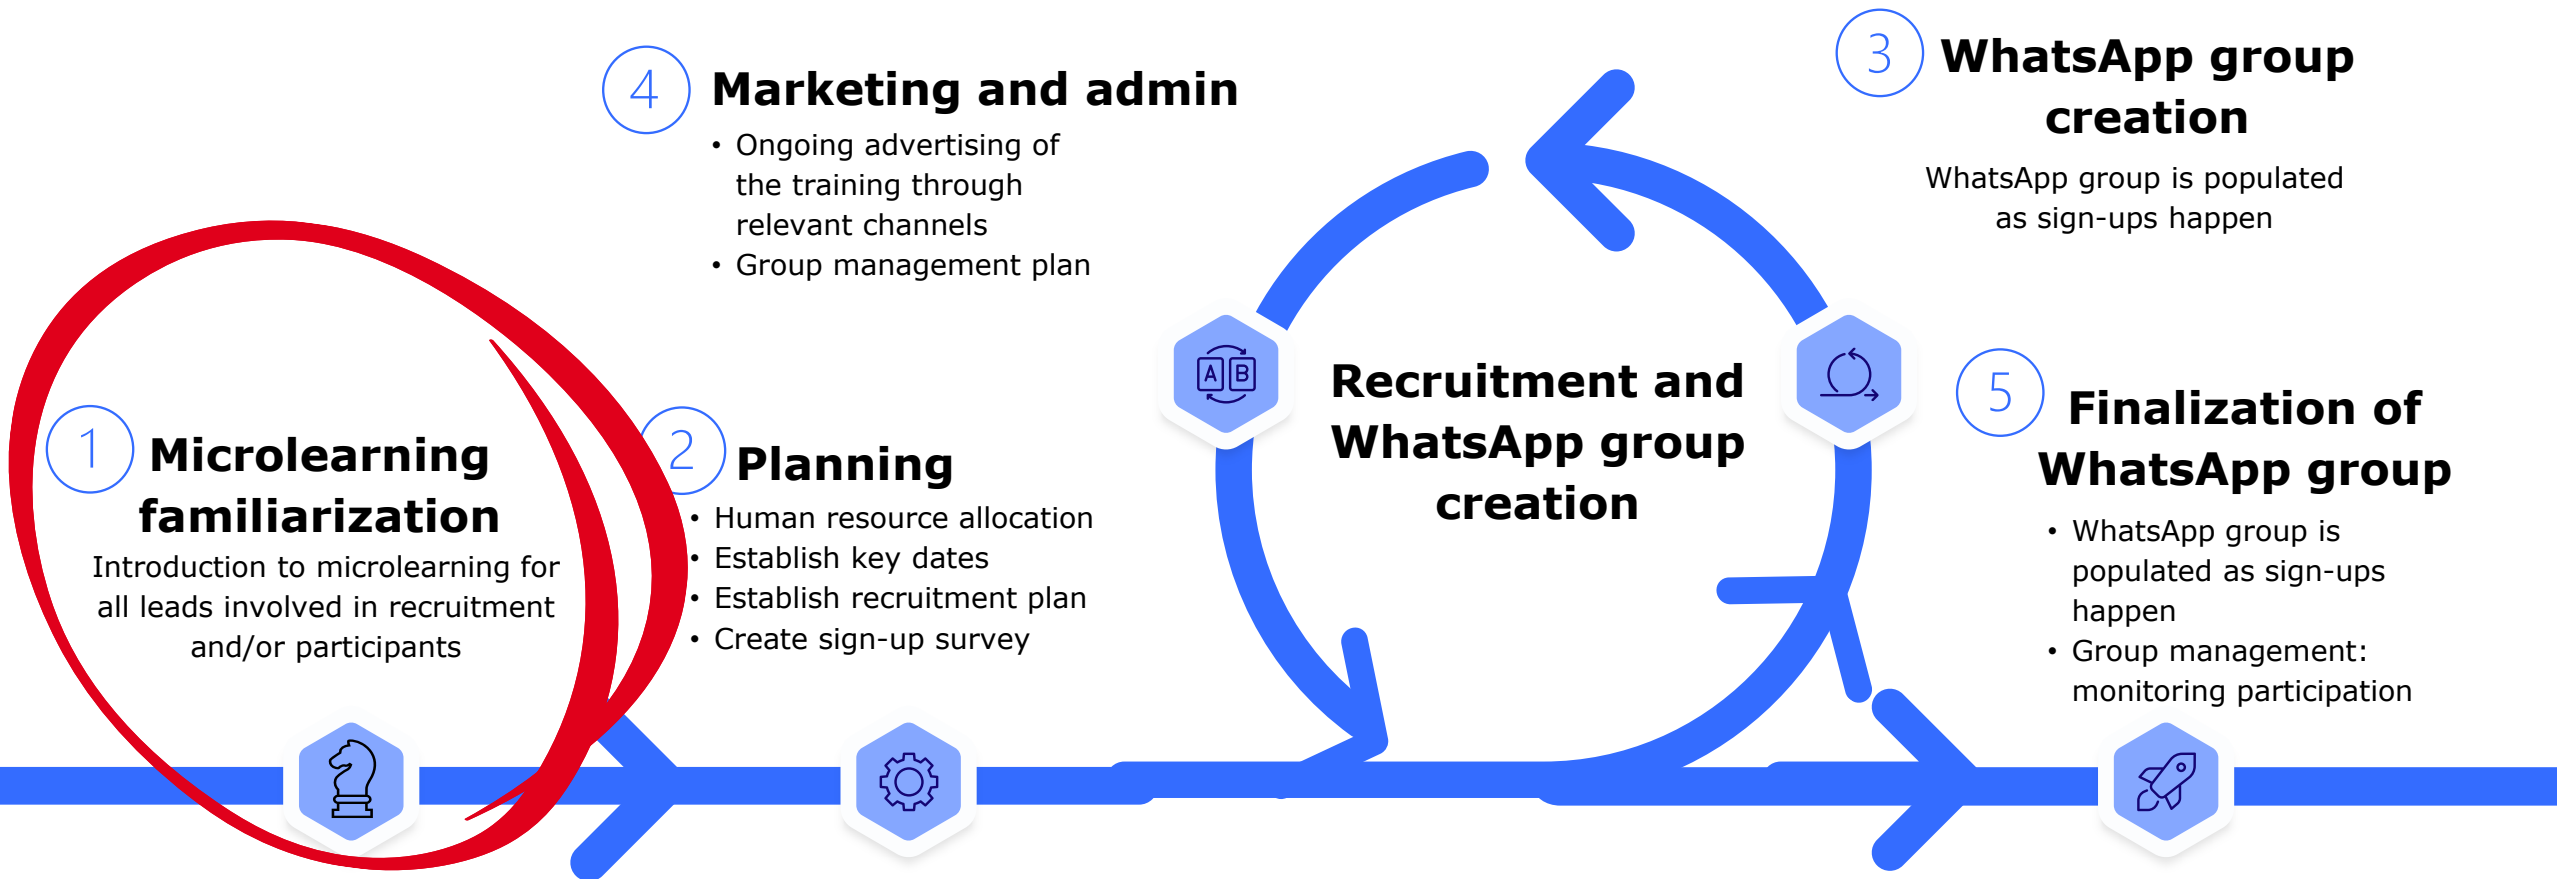 1
Microlearning
familiarization
Introduction to microlearning for
all leads involved in recruitment
and/or participants
2
Planning
• Human resource allocation
• Establish key dates
• Establish recruitment plan
• Create sign-up survey
3
WhatsApp group
creation
WhatsApp group is populated
as sign-ups happen
4
Marketing and admin
• Ongoing advertising of
the training through
relevant channels
• Group management plan
A B
Recruitment and
WhatsApp group
creation
5
Finalization of
WhatsApp group
• WhatsApp group is
populated as sign-ups
happen
• Group management:
monitoring participation